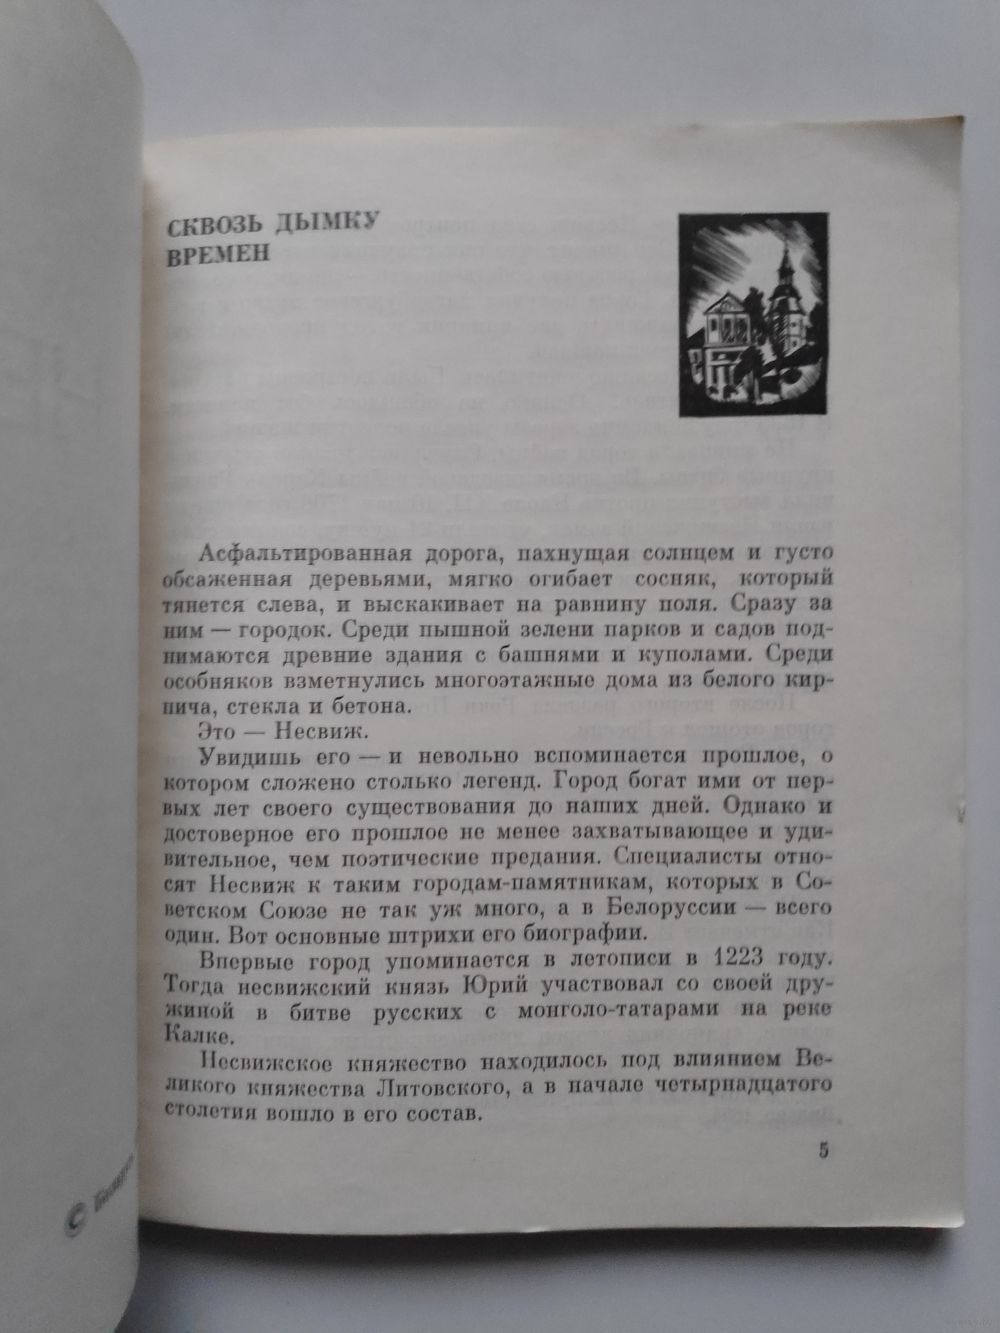 СКВОЗЬ ДЫМКУ
ВРЕМЕН
Асфальтированная дорога, пахнущая солнцем и густо
обсаженная деревьями, мягко огибает сосняк, который
тянется слева, и выскакивает на равнину поля. Сразу за
ним — городок. Среди пышной зелени парков и садов под-
нимаются древние здания с башнями и куполами. Среди
особняков взметнулись многоэтажные дома из белого кир-
пича, стекла и бетона.
Это — Несвиж.
Увидишь его — и невольно вспоминается прошлое, о
котором сложено столько легенд. Город богат ими от пер-
вых лет своего существования до наших дней. Однако и
достоверное его прошлое не менее захватывающее и уди-
вительное, чем поэтические предания. Специалисты отно-
сят Несвиж к таким городам-памятникам, которых в Со-
ветском Союзе не так уж много, а в Белоруссии — всего
один. Вот основные штрихи его биографии.
Впервые город упоминается в летописи в 1223 году.
Тогда несвижский князь Юрий участвовал со своей дру-
жиной в битве русских с монголо-татарами на реке
Калке.
Несвижское княжество находилось под влиянием Ве-
ликого княжества Литовского, а в начале четырнадцатого
столетия вошло в его состав.
5
©